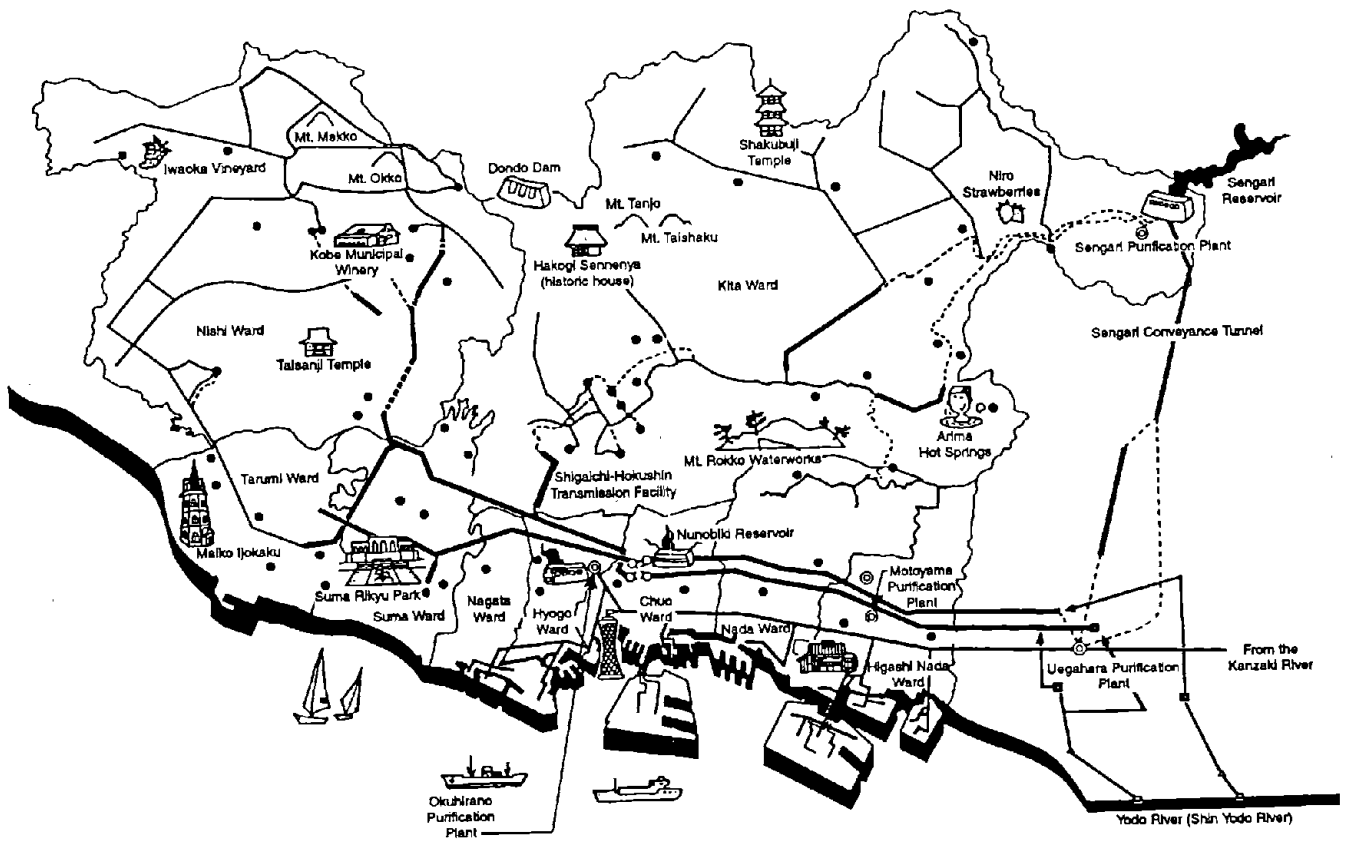 Mt. Makko
Iwaoka Vineyard
Mt. Okko
Dondo Dam
Shakubuji
Temple
Niro
Strawberries
Sengari
Reservoir
Mt. Tanjo
Mt. Taishaku
Sengari Purification Plant
Kobe Municipal
Winery
Hakogi Sennenya
(historic house)
Kita Ward
Nishi Ward
Sengari Conveyance Tunnel
Taisanji Temple
Arima
Hot Springs
Mt. Rokko Waterworks
Tarumi Ward
Shigaichi-Hokushin
Transmission Facility
Nunobiki Reservoir
Maiko Ijokaku
Motoyama
Purification
Plant
Suma Rikyu Park
Suma Ward
Nagata
Ward
Hyogo
Ward
Chuo
Ward
Nada Ward
Higashi Nada
Ward
Uegahara Purification
Plant
From the
Kanzaki River
Okuhirano
Purification
Plant
Yodo River (Shin Yodo River)